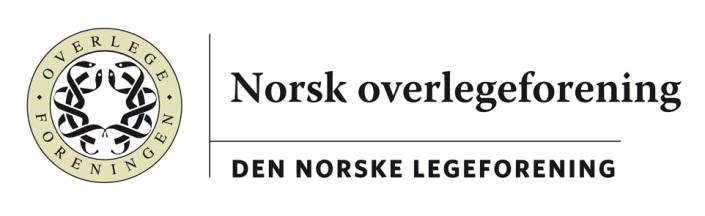 OVERLEGE
FORENINGEN
Norsk overlegeforening
DEN NORSKE LEGEFORENING